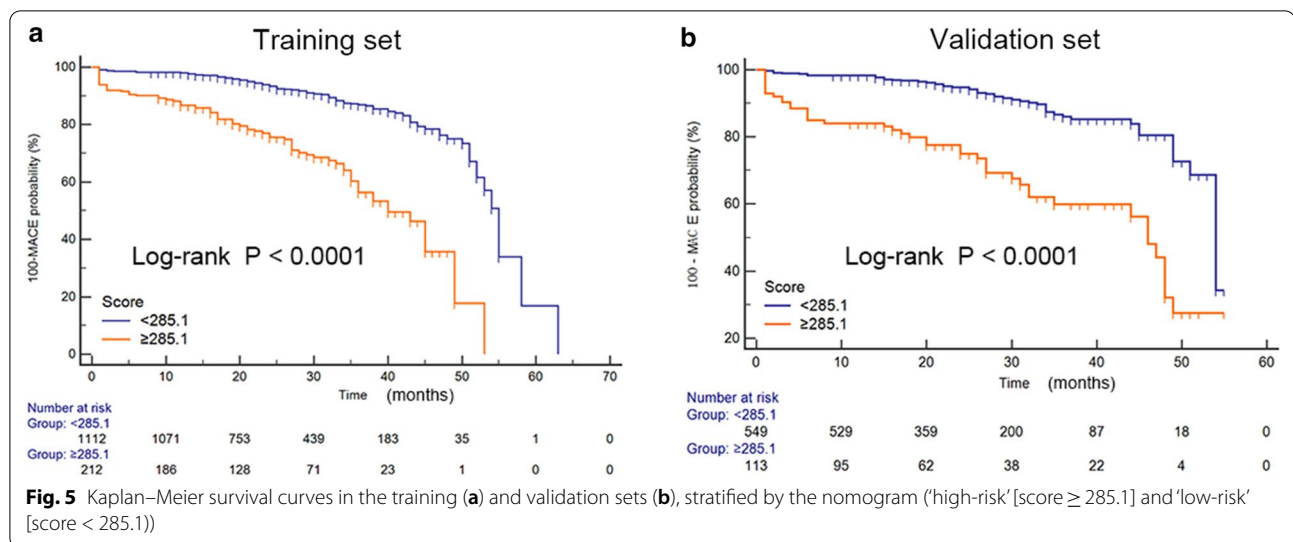 a
Training set
100-MACE probability (%)
100
80
60
40
20
0
Log-rank P < 0.0001
Score
<285.1
≥285.1
0 10 20 30 40 50 60 70
Time (months)
Number at risk
Group: <285.1
1112 1071 753 439 183 35 1 0
Group: ≥285.1
212 186 128 71 23 1 0 0
b
Validation set
100 - MAC E probability (%)
100
80
60
40
20
Log-rank P < 0.0001
Score
<285.1
≥285.1
0 10 20 30 40 50 60
Time (months)
Number at risk
Group: <285.1
549 529 359 200 87 18 0
Group: ≥285.1
113 95 62 38 22 4 0
Fig. 5 Kaplan–Meier survival curves in the training (a) and validation sets (b), stratified by the nomogram (‘high-risk’ [score ≥ 285.1] and ‘low-risk’
[score < 285.1))